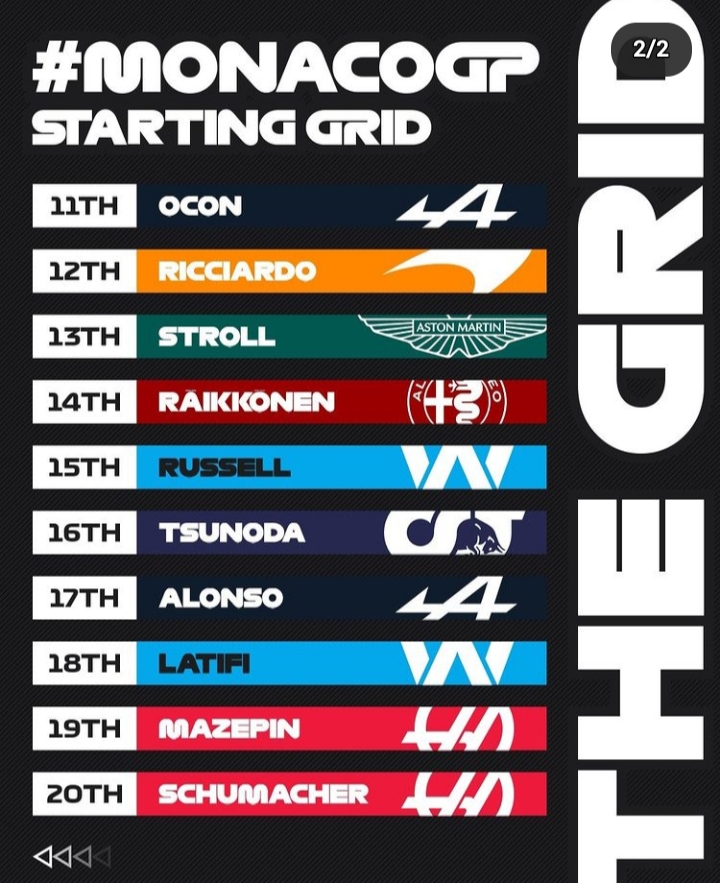 2/2
#MONACOGP
STARTING GRID
11TH OCON
12TH RICCIARDO
13TH STROLL ASTON MARTIN
14TH RÄIKKÖNEN
15TH RUSSELL
16TH TSUNODA
17TH ALONSO
18TH LATIFI
19TH MAZEPIN
20TH SCHUMACHER
THE GRID